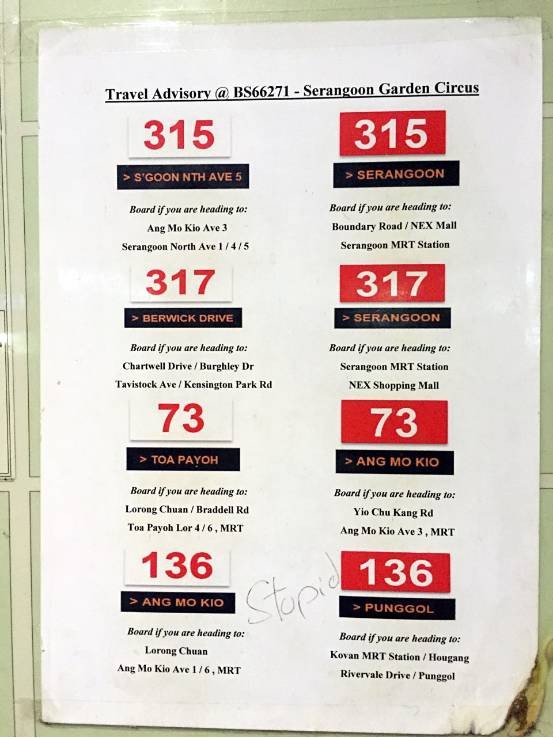 Travel Advisory @ BS66271 - Serangoon Garden Circus
315
> S'GOON NTH AVE 5
Board if you are heading to:
Ang Mo Kio Ave 3
Serangoon North Ave 1 / 4 / 5
315
> SERANGOON
Board if you are heading to:
Boundary Road / NEX Mall
Serangoon MRT Station
317
> BERWICK DRIVE
Board if you are heading to:
Chartwell Drive / Burghley Dr
Tavistock Ave / Kensington Park Rd
317
> SERANGOON
Board if you are heading to:
Serangoon MRT Station
NEX Shopping Mall
73
> TOA PAYOH
Board if you are heading to:
Lorong Chuan / Braddell Rd
Toa Payoh Lor 4 / 6 , MRT
73
> ANG MO KIO
Board if you are heading to:
Yio Chu Kang Rd
Ang Mo Kio Ave 3 , MRT
136
> ANG MO KIO
Board if you are heading to:
Lorong Chuan
Ang Mo Kio Ave 1 / 6 , MRT
Stupid
136
> PUNGGOL
Board if you are heading to:
Kovan MRT Station / Hougang
Rivervale Drive / Punggol